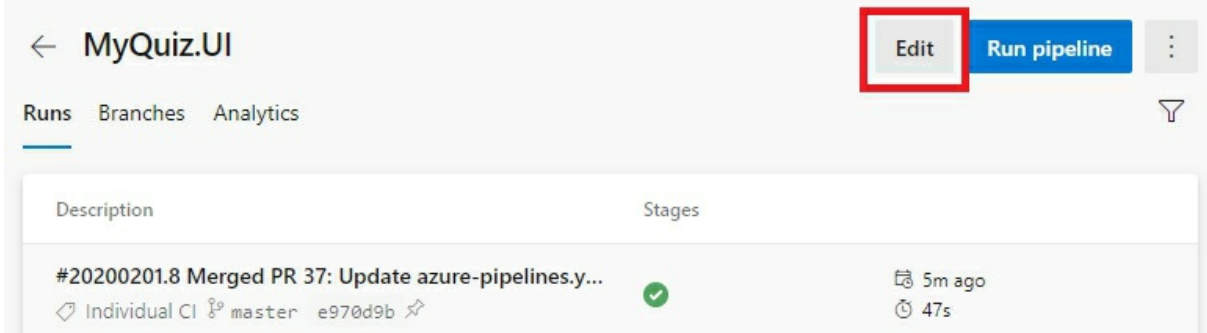 MyQuiz.UI
Edit Run pipeline
Runs Branches Analytics
Description Stages
#20200201.8 Merged PR 37: Update azure-pipelines.y...
5m ago
Individual CI master e970d9b
47s